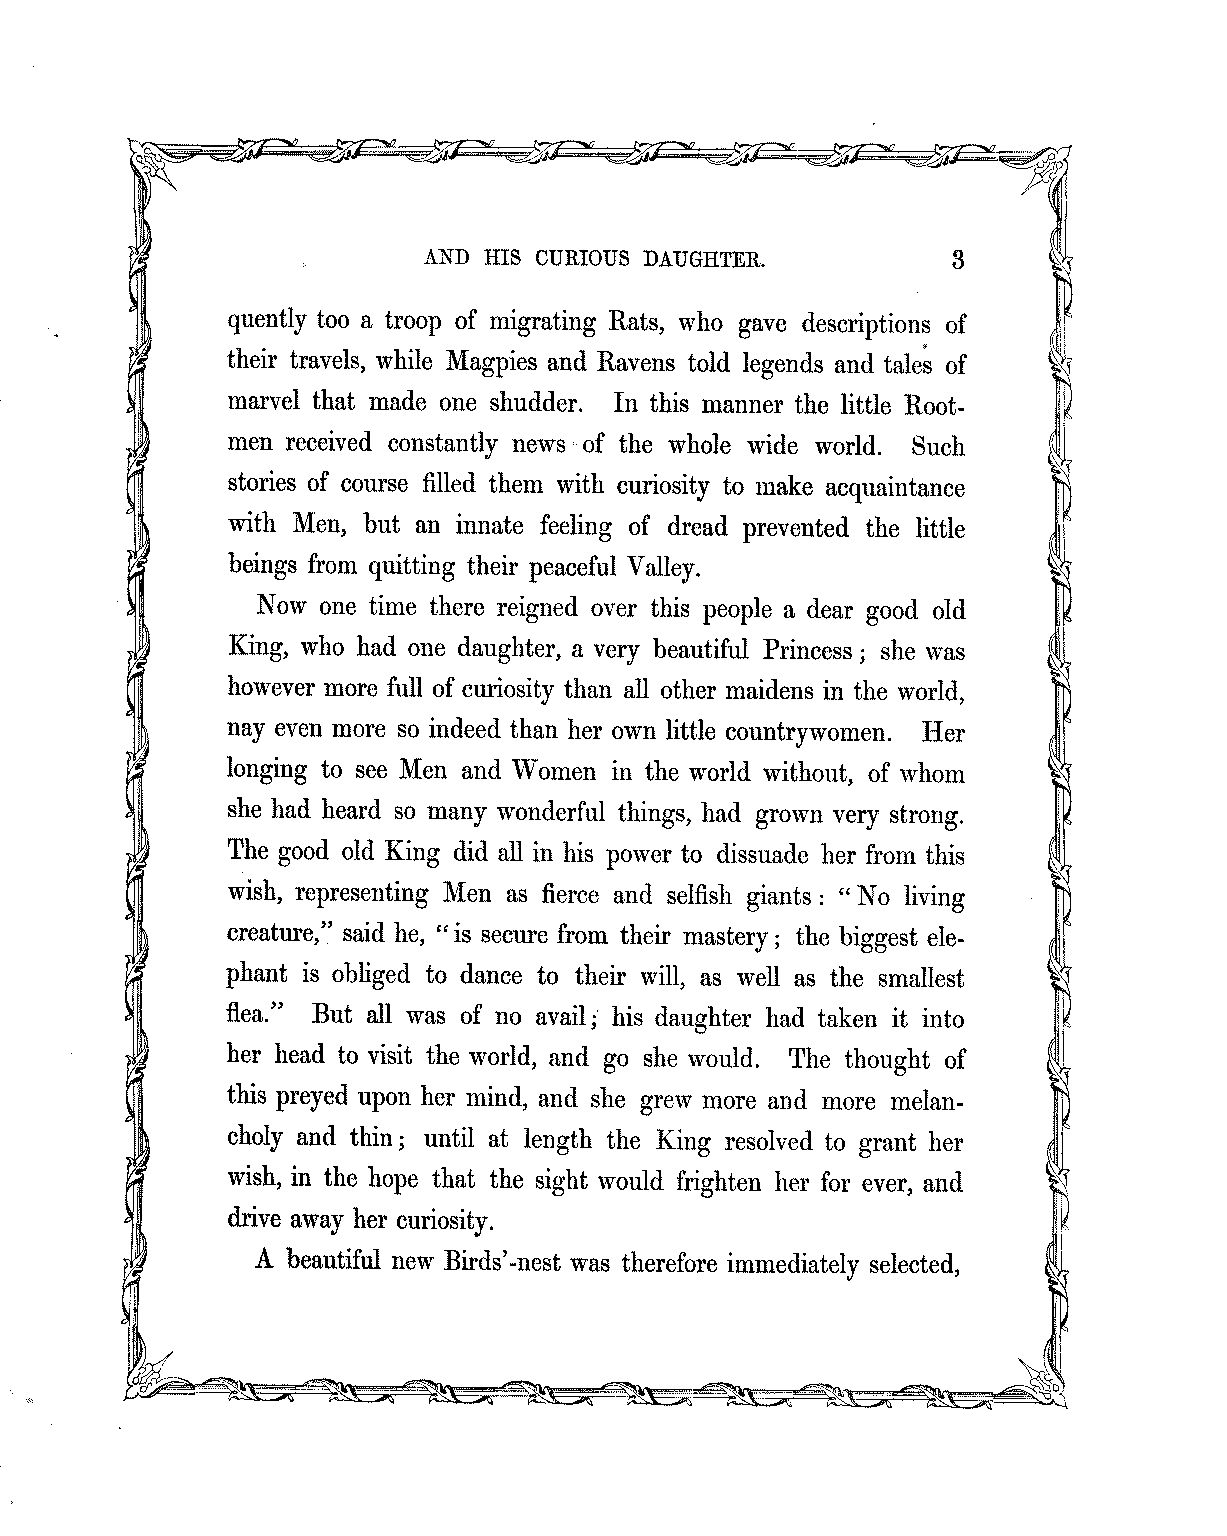 AND HIS CURIOUS DAUGHTER. 3
quently too a troop of migrating Rats, who gave descriptions of
their travels, while Magpies and Ravens told legends and tales of
marvel that made one shudder. In this manner the little Root-
men received constantly news of the whole wide world. Such
stories of course filled them with curiosity to make acquaintance
with Men, but an innate feeling of dread prevented the little
beings from quitting their peaceful Valley.
Now one time there reigned over this people a dear good old
King, who had one daughter, a very beautiful Princess; she was
however more full of curiosity than all other maidens in the world,
nay even more so indeed than her own little countrywomen. Her
longing to see Men and Women in the world without, of whom
she had heard so many wonderful things, had grown very strong.
The good old King did all in his power to dissuade her from this
wish, representing Men as fierce and selfish giants: “No living
creature,” said he, “is secure from their mastery; the biggest ele-
phant is obliged to dance to their will, as well as the smallest
flea.” But all was of no avail; his daughter had taken it into
her head to visit the world, and go she would. The thought of
this preyed upon her mind, and she grew more and more melan-
choly and thin; until at length the King resolved to grant her
wish, in the hope that the sight would frighten her for ever, and
drive away her curiosity.
A beautiful new Birds’-nest was therefore immediately selected,